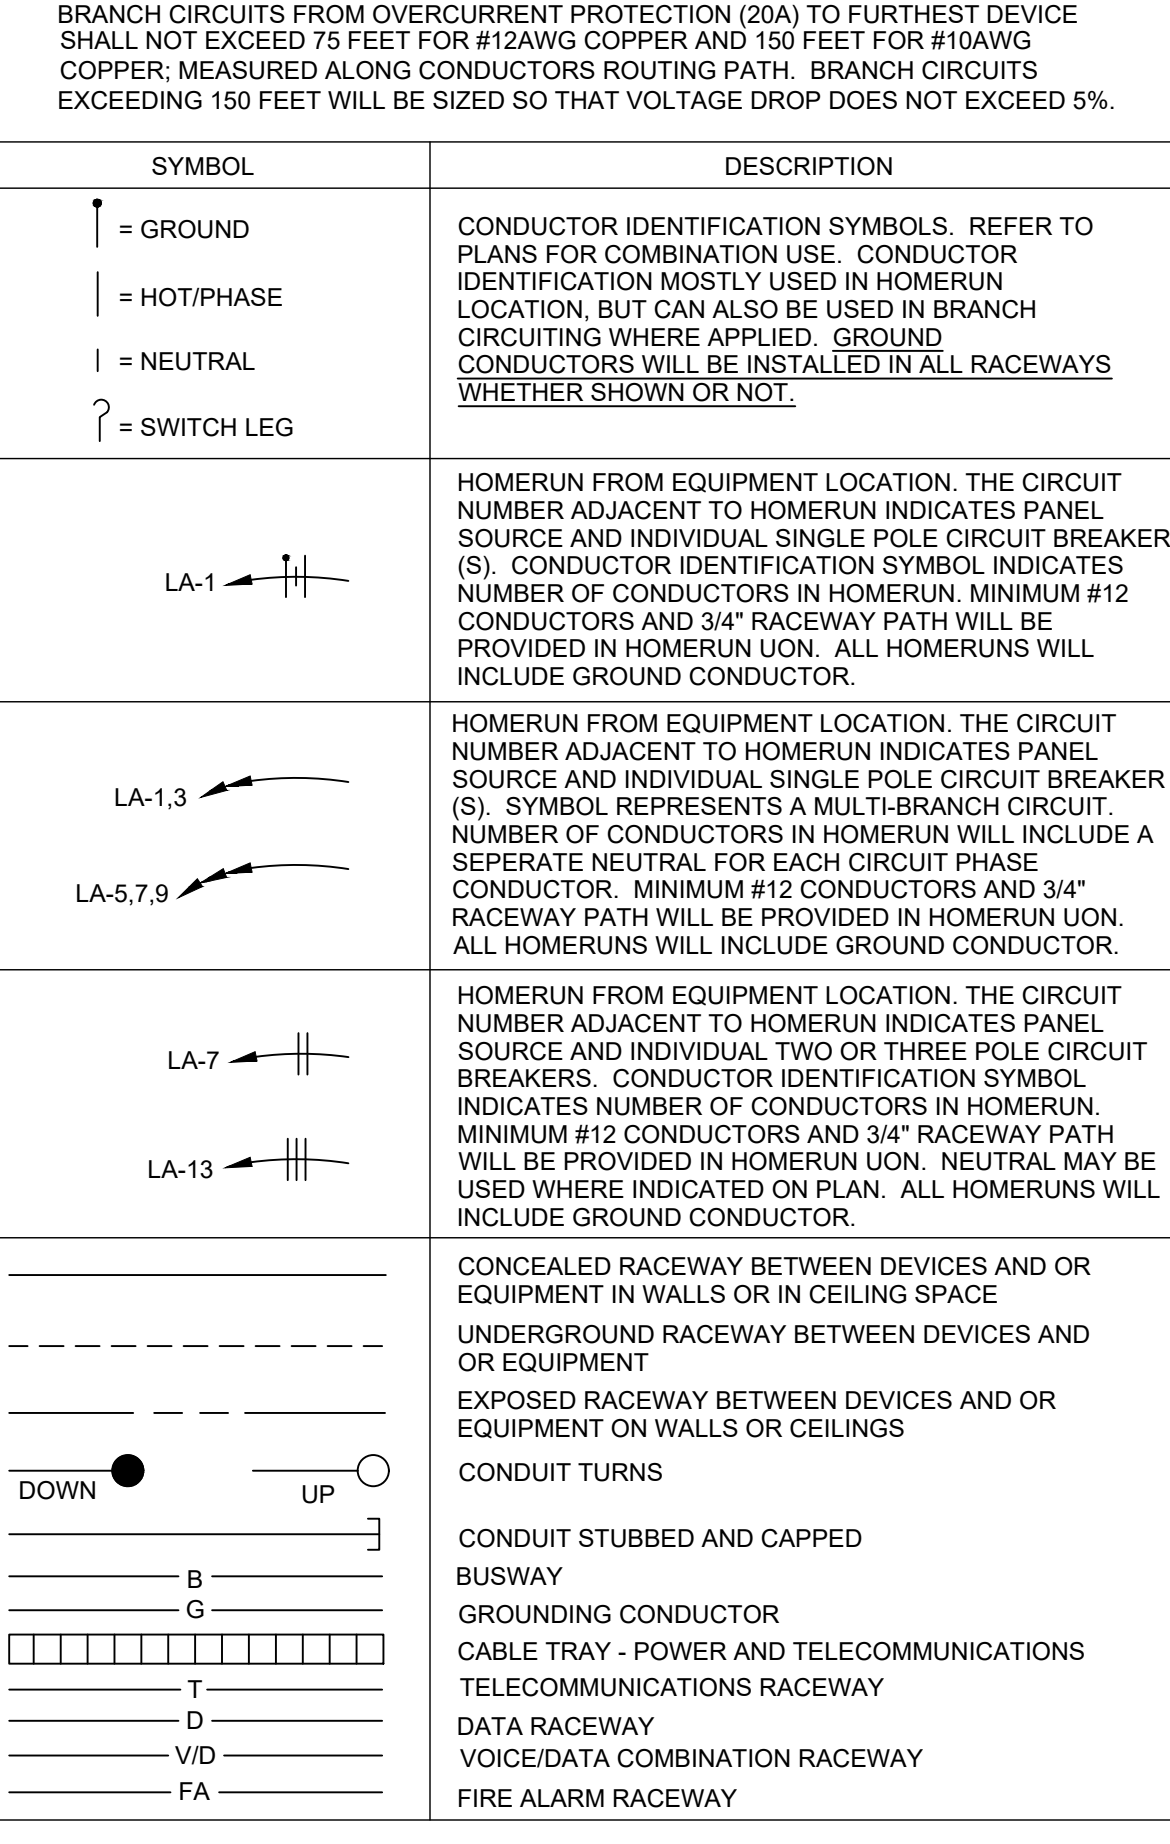 BRANCH CIRCUITS FROM OVERCURRENT PROTECTION (20A) TO FURTHEST DEVICE
SHALL NOT EXCEED 75 FEET FOR #12AWG COPPER AND 150 FEET FOR #10AWG
COPPER; MEASURED ALONG CONDUCTORS ROUTING PATH. BRANCH CIRCUITS
EXCEEDING 150 FEET WILL BE SIZED SO THAT VOLTAGE DROP DOES NOT EXCEED 5%.
SYMBOL
DESCRIPTION
= GROUND
= HOT/PHASE
= NEUTRAL
= SWITCH LEG
CONDUCTOR IDENTIFICATION SYMBOLS. REFER TO
PLANS FOR COMBINATION USE. CONDUCTOR
IDENTIFICATION MOSTLY USED IN HOMERUN
LOCATION, BUT CAN ALSO BE USED IN BRANCH
CIRCUITING WHERE APPLIED. GROUND
CONDUCTORS WILL BE INSTALLED IN ALL RACEWAYS
WHETHER SHOWN OR NOT.
LA-1
HOMERUN FROM EQUIPMENT LOCATION. THE CIRCUIT
NUMBER ADJACENT TO HOMERUN INDICATES PANEL
SOURCE AND INDIVIDUAL SINGLE POLE CIRCUIT BREAKER
(S). CONDUCTOR IDENTIFICATION SYMBOL INDICATES
NUMBER OF CONDUCTORS IN HOMERUN. MINIMUM #12
CONDUCTORS AND 3/4" RACEWAY PATH WILL BE
PROVIDED IN HOMERUN UON. ALL HOMERUNS WILL
INCLUDE GROUND CONDUCTOR.
LA-1,3
LA-5,7,9
HOMERUN FROM EQUIPMENT LOCATION. THE CIRCUIT
NUMBER ADJACENT TO HOMERUN INDICATES PANEL
SOURCE AND INDIVIDUAL SINGLE POLE CIRCUIT BREAKER
(S). SYMBOL REPRESENTS A MULTI-BRANCH CIRCUIT.
NUMBER OF CONDUCTORS IN HOMERUN WILL INCLUDE A
SEPERATE NEUTRAL FOR EACH CIRCUIT PHASE
CONDUCTOR. MINIMUM #12 CONDUCTORS AND 3/4"
RACEWAY PATH WILL BE PROVIDED IN HOMERUN UON.
ALL HOMERUNS WILL INCLUDE GROUND CONDUCTOR.
LA-7
LA-13
HOMERUN FROM EQUIPMENT LOCATION. THE CIRCUIT
NUMBER ADJACENT TO HOMERUN INDICATES PANEL
SOURCE AND INDIVIDUAL TWO OR THREE POLE CIRCUIT
BREAKERS. CONDUCTOR IDENTIFICATION SYMBOL
INDICATES NUMBER OF CONDUCTORS IN HOMERUN.
MINIMUM #12 CONDUCTORS AND 3/4" RACEWAY PATH
WILL BE PROVIDED IN HOMERUN UON. NEUTRAL MAY BE
USED WHERE INDICATED ON PLAN. ALL HOMERUNS WILL
INCLUDE GROUND CONDUCTOR.
CONCEALED RACEWAY BETWEEN DEVICES AND OR
EQUIPMENT IN WALLS OR IN CEILING SPACE
UNDERGROUND RACEWAY BETWEEN DEVICES AND
OR EQUIPMENT
EXPOSED RACEWAY BETWEEN DEVICES AND OR
EQUIPMENT ON WALLS OR CEILINGS
DOWN
UP
CONDUIT TURNS
CONDUIT STUBBED AND CAPPED
B
BUSWAY
G
GROUNDING CONDUCTOR
CABLE TRAY - POWER AND TELECOMMUNICATIONS
T
TELECOMMUNICATIONS RACEWAY
D
DATA RACEWAY
V/D
VOICE/DATA COMBINATION RACEWAY
FA
FIRE ALARM RACEWAY